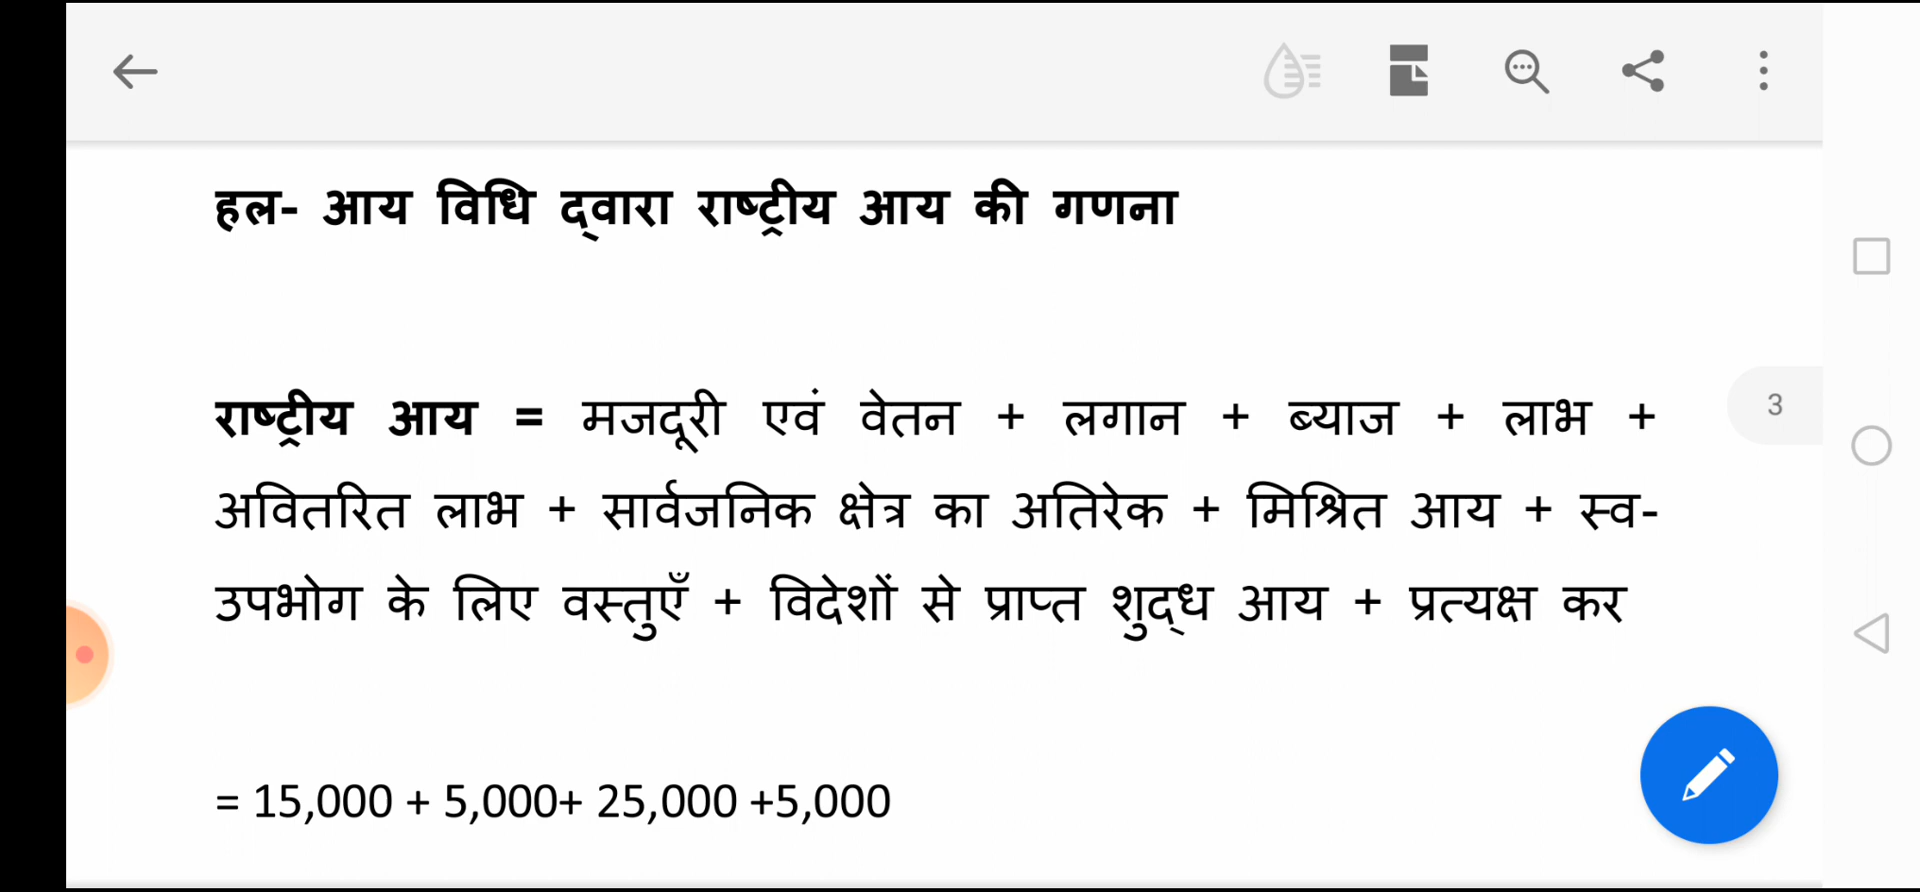 हल- आय विधि द्वारा राष्ट्रीय आय की गणना
राष्ट्रीय आय = मजदूरी एवं वेतन + लगान + ब्याज + लाभ +
3
अवितरित लाभ + सार्वजनिक क्षेत्र का अतिरेक + मिश्रित आय + स्व-
उपभोग के लिए वस्तुएँ + विदेशों से प्राप्त शुद्ध आय + प्रत्यक्ष कर
= 15,000 + 5,000+ 25,000 +5,000